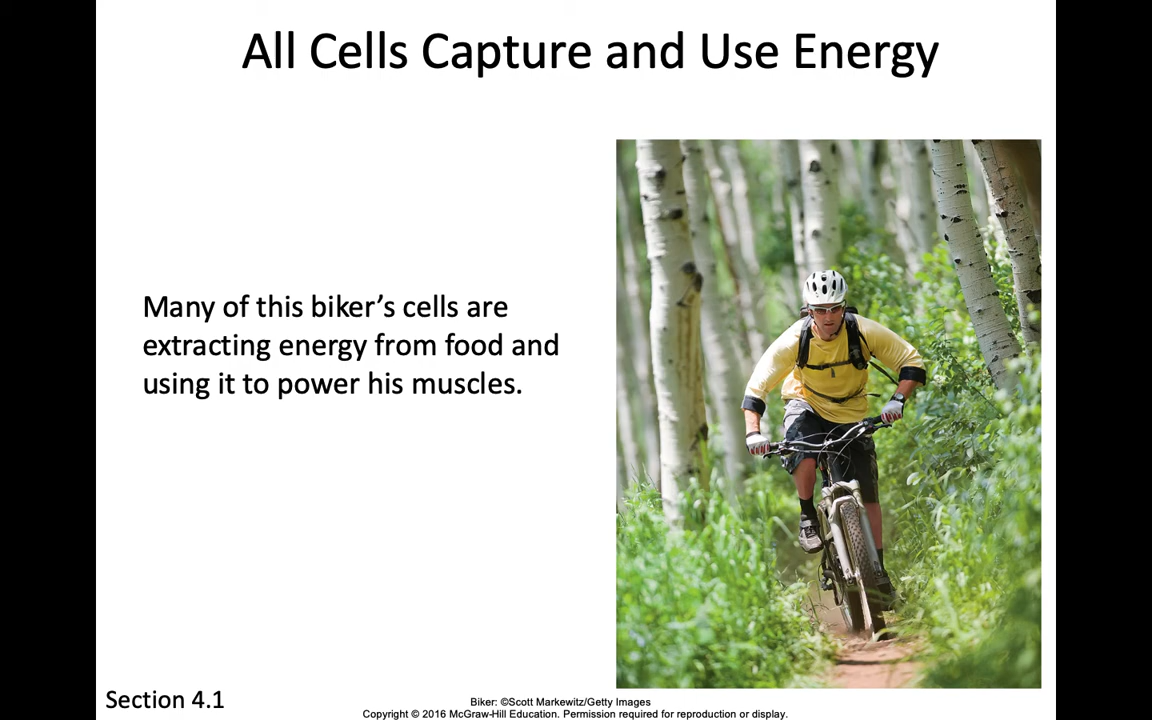 All Cells Capture and Use Energy
Many of this biker’s cells are
extracting energy from food and
using it to power his muscles.
Section 4.1
Biker: ©Scott Markewitz/Getty Images
Copyright © 2016 McGraw-Hill Education. Permission required for reproduction or display.